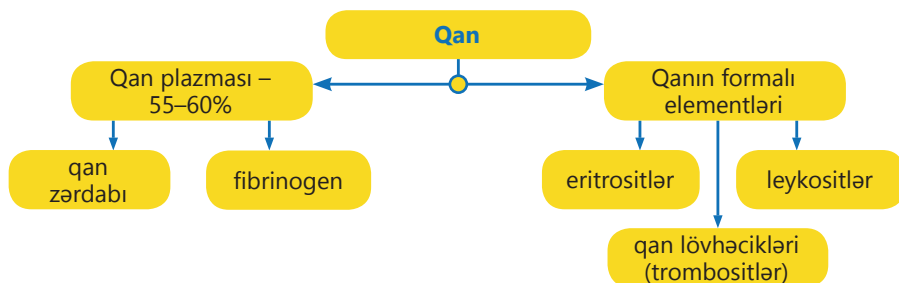 Qan
Qan plazması –
55–60%
Qanın formalı
elementləri
qan
zərdabı
fibrinogen
eritrositlər
leykositlər
qan lövhəcikləri
(trombositlər)